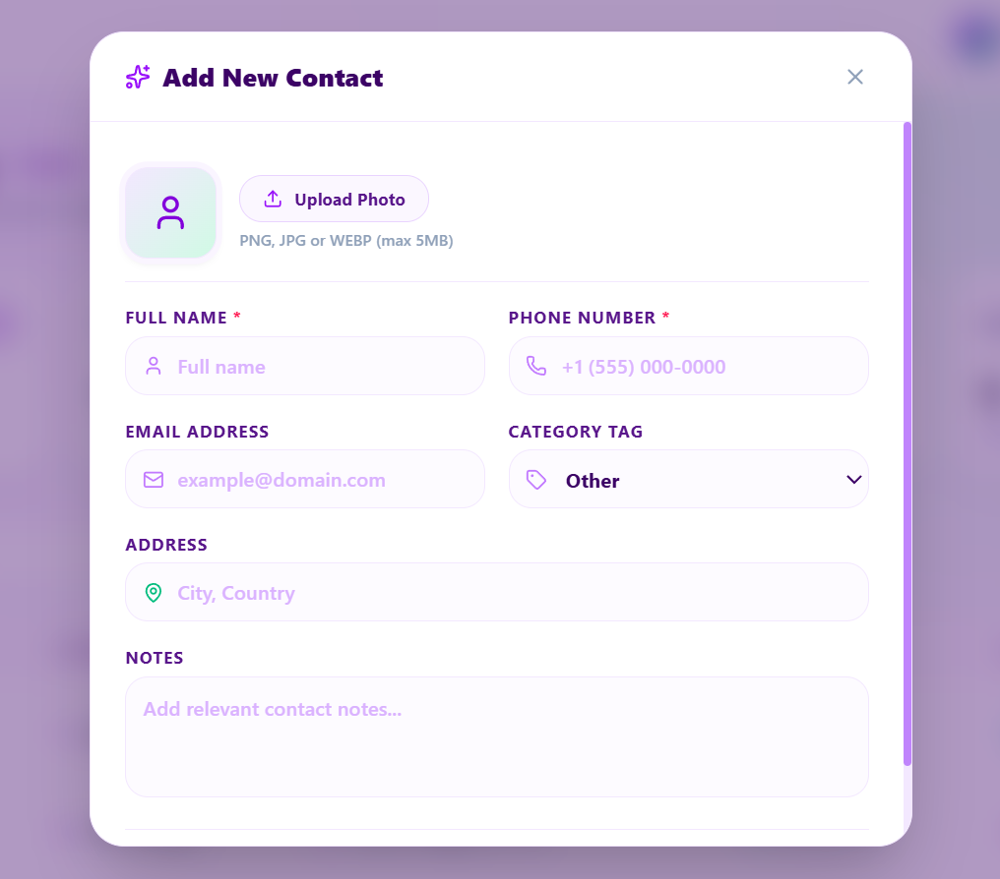 Add New Contact
Upload Photo
PNG, JPG or WEBP (max 5MB)
FULL NAME *
PHONE NUMBER *
Full name
+1 (555) 000-0000
EMAIL ADDRESS
CATEGORY TAG
example@domain.com
Other
ADDRESS
City, Country
NOTES
Add relevant contact notes...